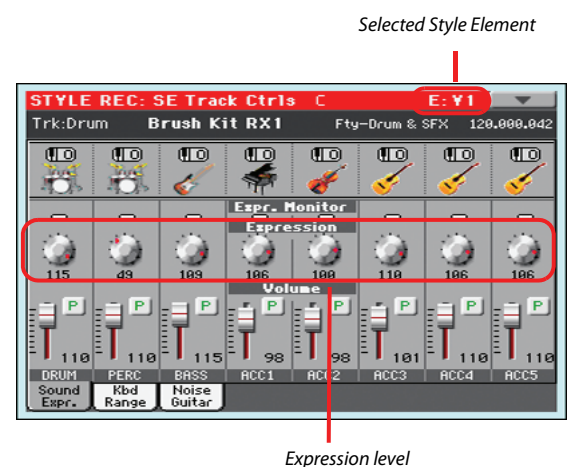 Selected Style Element
STYLE REC: SE Track Ctrls C E:V1
Trk:Drum Brush Kit RX1 Fty-Drum & SFX 120.000.042
Expr. Monitor
Expression
115 49 109 106 100 110 106 106
Volume
P P P P P P P P
110 110 115 98 98 101 110 110
DRUM PERC BASS ACC1 ACC2 ACC3 ACC4 ACC5
Sound Expr. Kbd Range Noise Guitar
Expression level